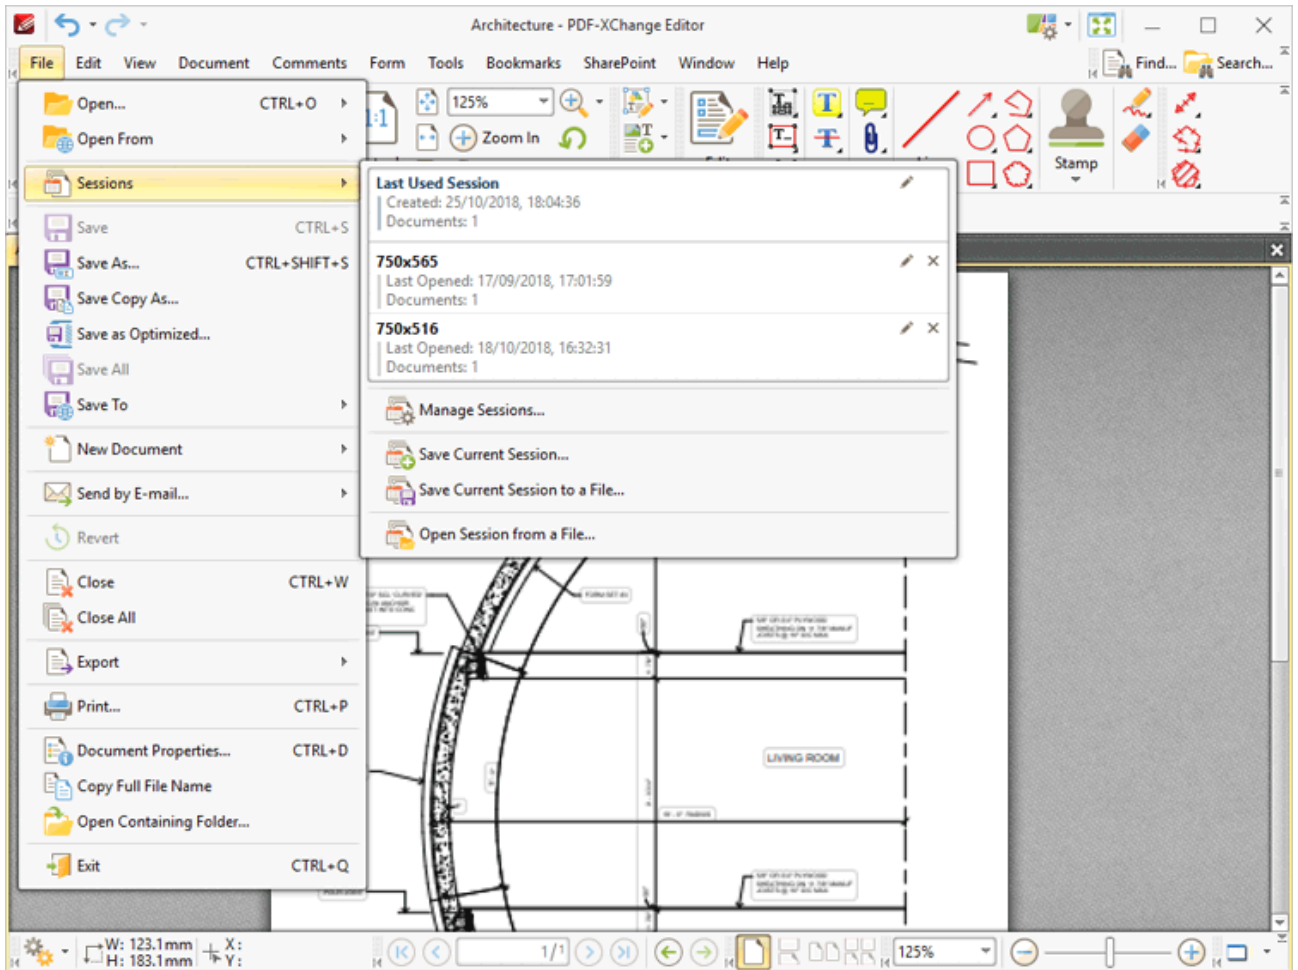 Architecture - PDF-XChange Editor
File Edit View Document Comments Form Tools Bookmarks SharePoint Window Help Find... Search...
Open... CTRL+O
Open From
Sessions
Save CTRL+S
Save As... CTRL+SHIFT+S
Save Copy As...
Save as Optimized...
Save All
Save To
New Document
Send by E-mail...
Revert
Close CTRL+W
Close All
Export
Print... CTRL+P
Document Properties... CTRL+D
Copy Full File Name
Open Containing Folder...
Exit CTRL+Q
1:1
125%
Zoom In
Stamp
Last Used Session
Created: 25/10/2018, 18:04:36
Documents: 1
750x565
Last Opened: 17/09/2018, 17:01:59
Documents: 1
750x516
Last Opened: 18/10/2018, 16:32:31
Documents: 1
Manage Sessions...
Save Current Session...
Save Current Session to a File...
Open Session from a File...
LIVING ROOM
W: 123.1mm X:
H: 183.1mm Y:
1/1
125%